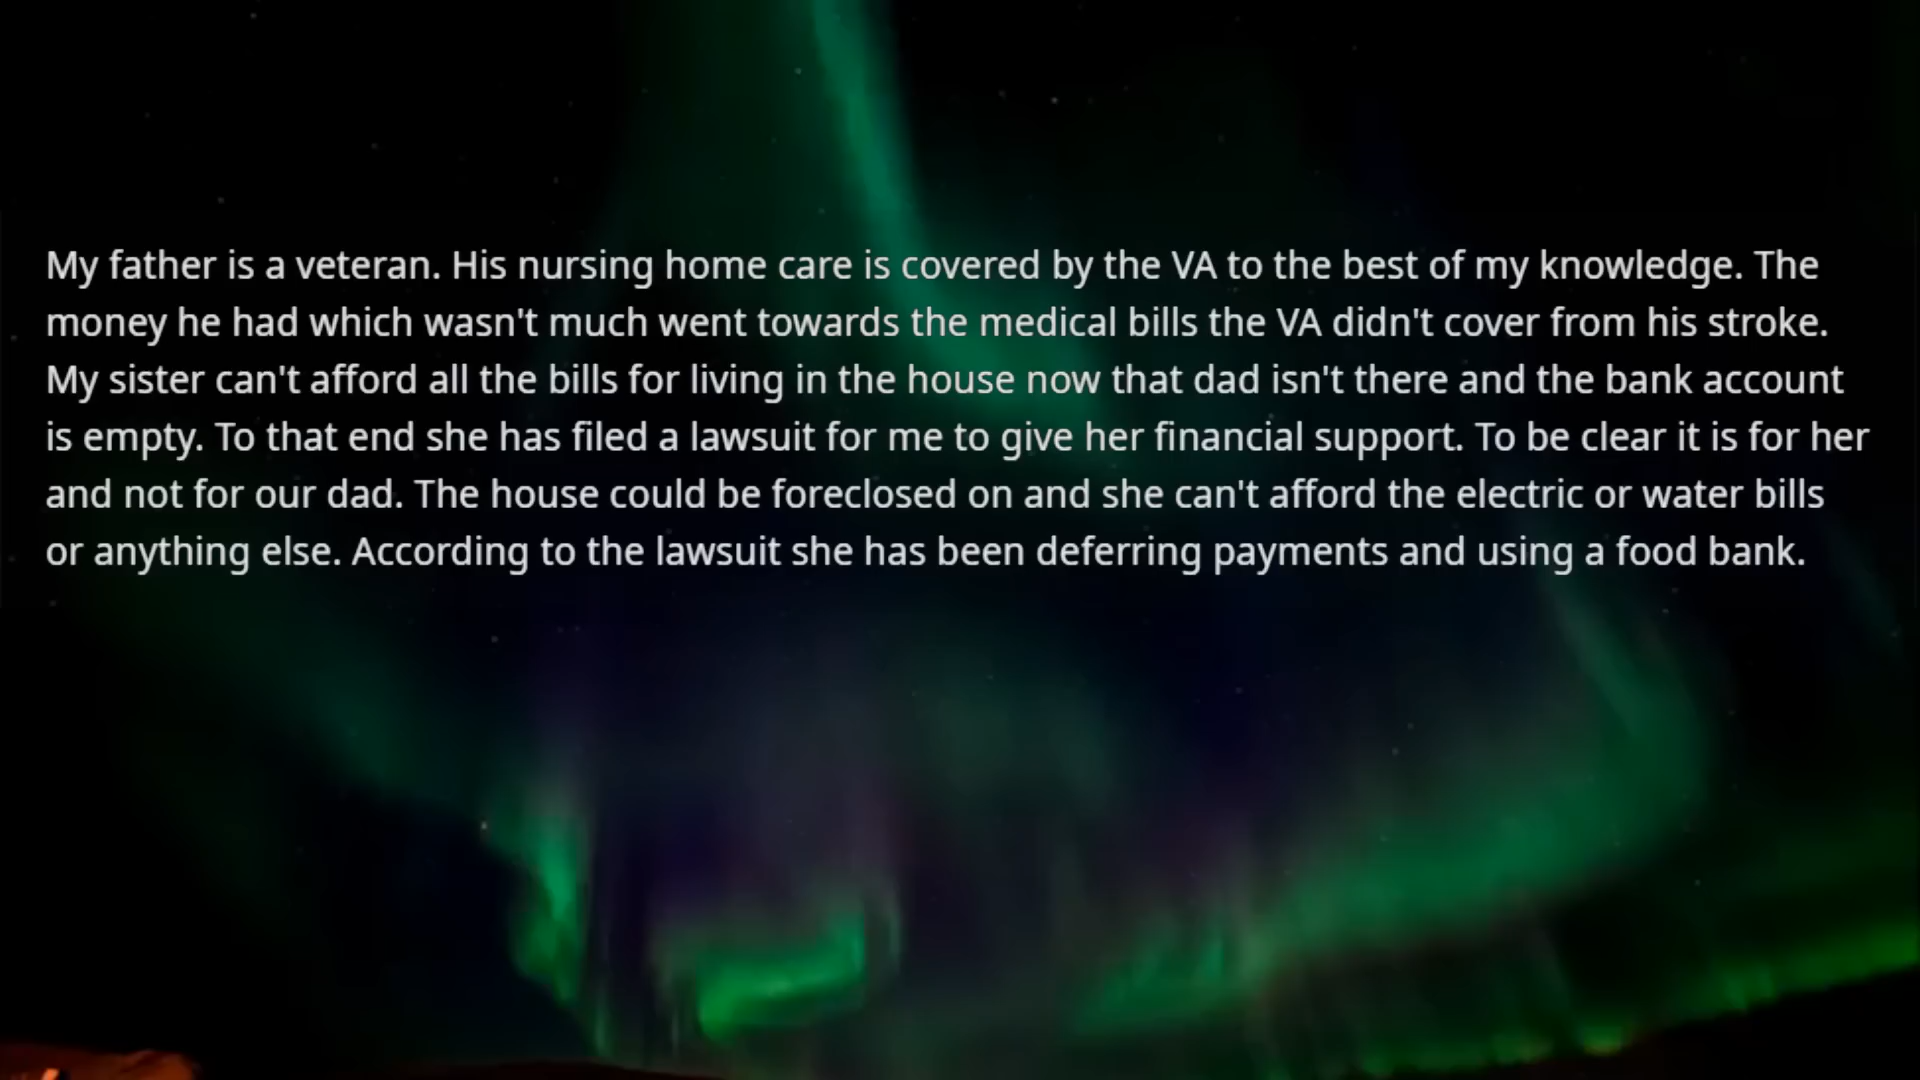 My father is a veteran. His nursing home care is covered by the VA to the best of my knowledge. The
money he had which wasn't much went towards the medical bills the VA didn't cover from his stroke.
My sister can't afford all the bills for living in the house now that dad isn't there and the bank account
is empty. To that end she has filed a lawsuit for me to give her financial support. To be clear it is for her
and not for our dad. The house could be foreclosed on and she can't afford the electric or water bills
or anything else. According to the lawsuit she has been deferring payments and using a food bank.